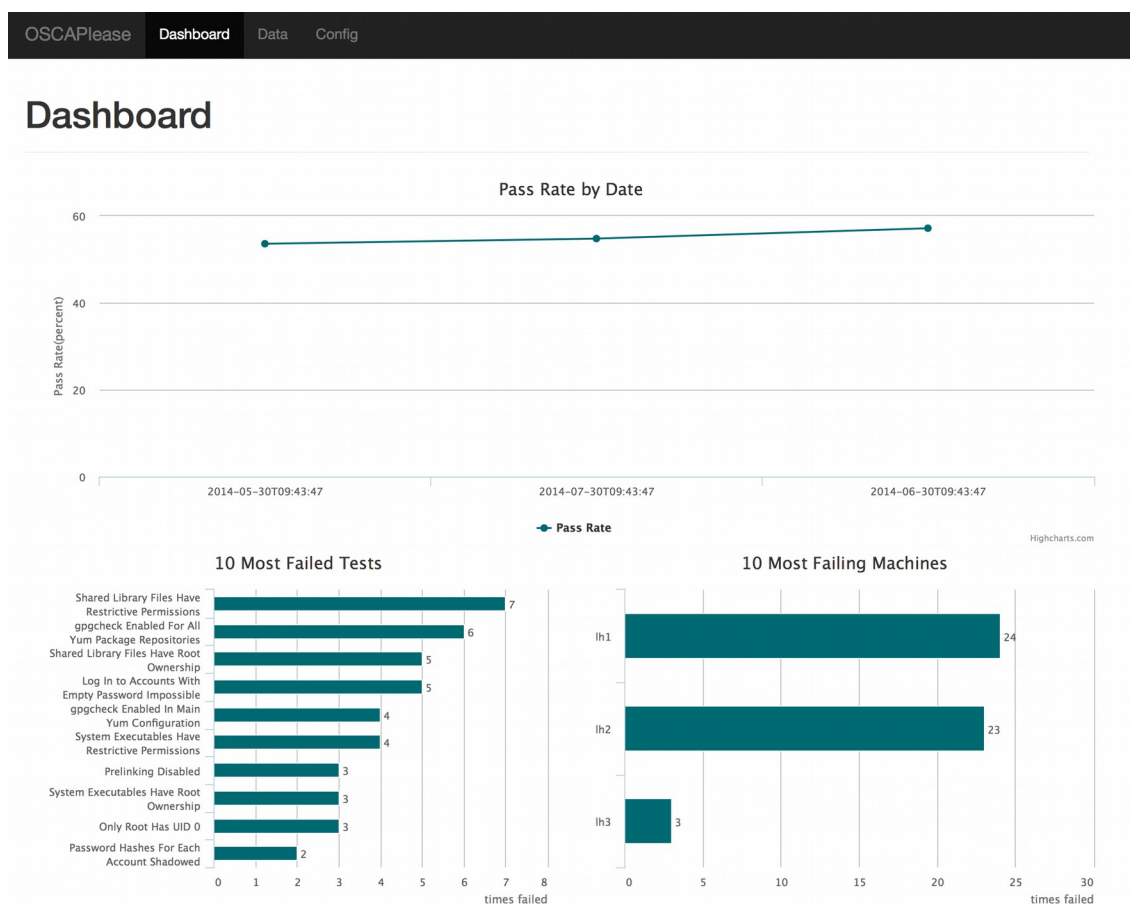 OSCAPlease Dashboard Data Config
Dashboard
Pass Rate by Date
60
40
20
0
Pass Rate(percent)
2014-05-30T09:43:47 2014-07-30T09:43:47 2014-06-30T09:43:47
Pass Rate
Highcharts.com
10 Most Failed Tests
Shared Library Files Have
Restrictive Permissions
7
gpgcheck Enabled For All
Yum Package Repositories
6
Shared Library Files Have Root
Ownership
5
Log In to Accounts With
Empty Password Impossible
5
gpgcheck Enabled In Main
Yum Configuration
4
System Executables Have
Restrictive Permissions
4
Prelinking Disabled
3
System Executables Have Root
Ownership
3
Only Root Has UID 0
3
Password Hashes For Each
Account Shadowed
2
0 1 2 3 4 5 6 7 8
times failed
10 Most Failing Machines
lh1
24
lh2
23
lh3
3
0 5 10 15 20 25 30
times failed